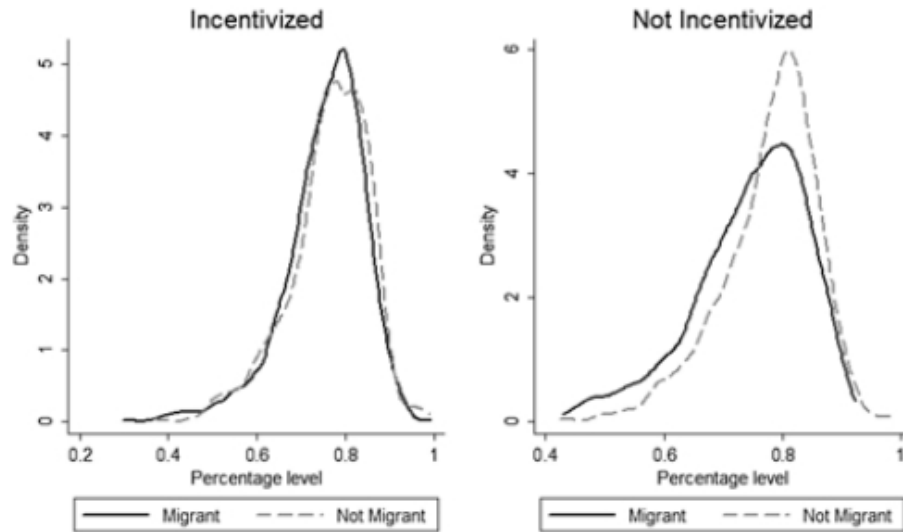 Incentivized
Density
5
4
3
2
1
0
0.2 0.4 0.6 0.8 1
Percentage level
Migrant Not Migrant
Not Incentivized
Density
6
4
2
0
0.4 0.6 0.8 1
Percentage level
Migrant Not Migrant